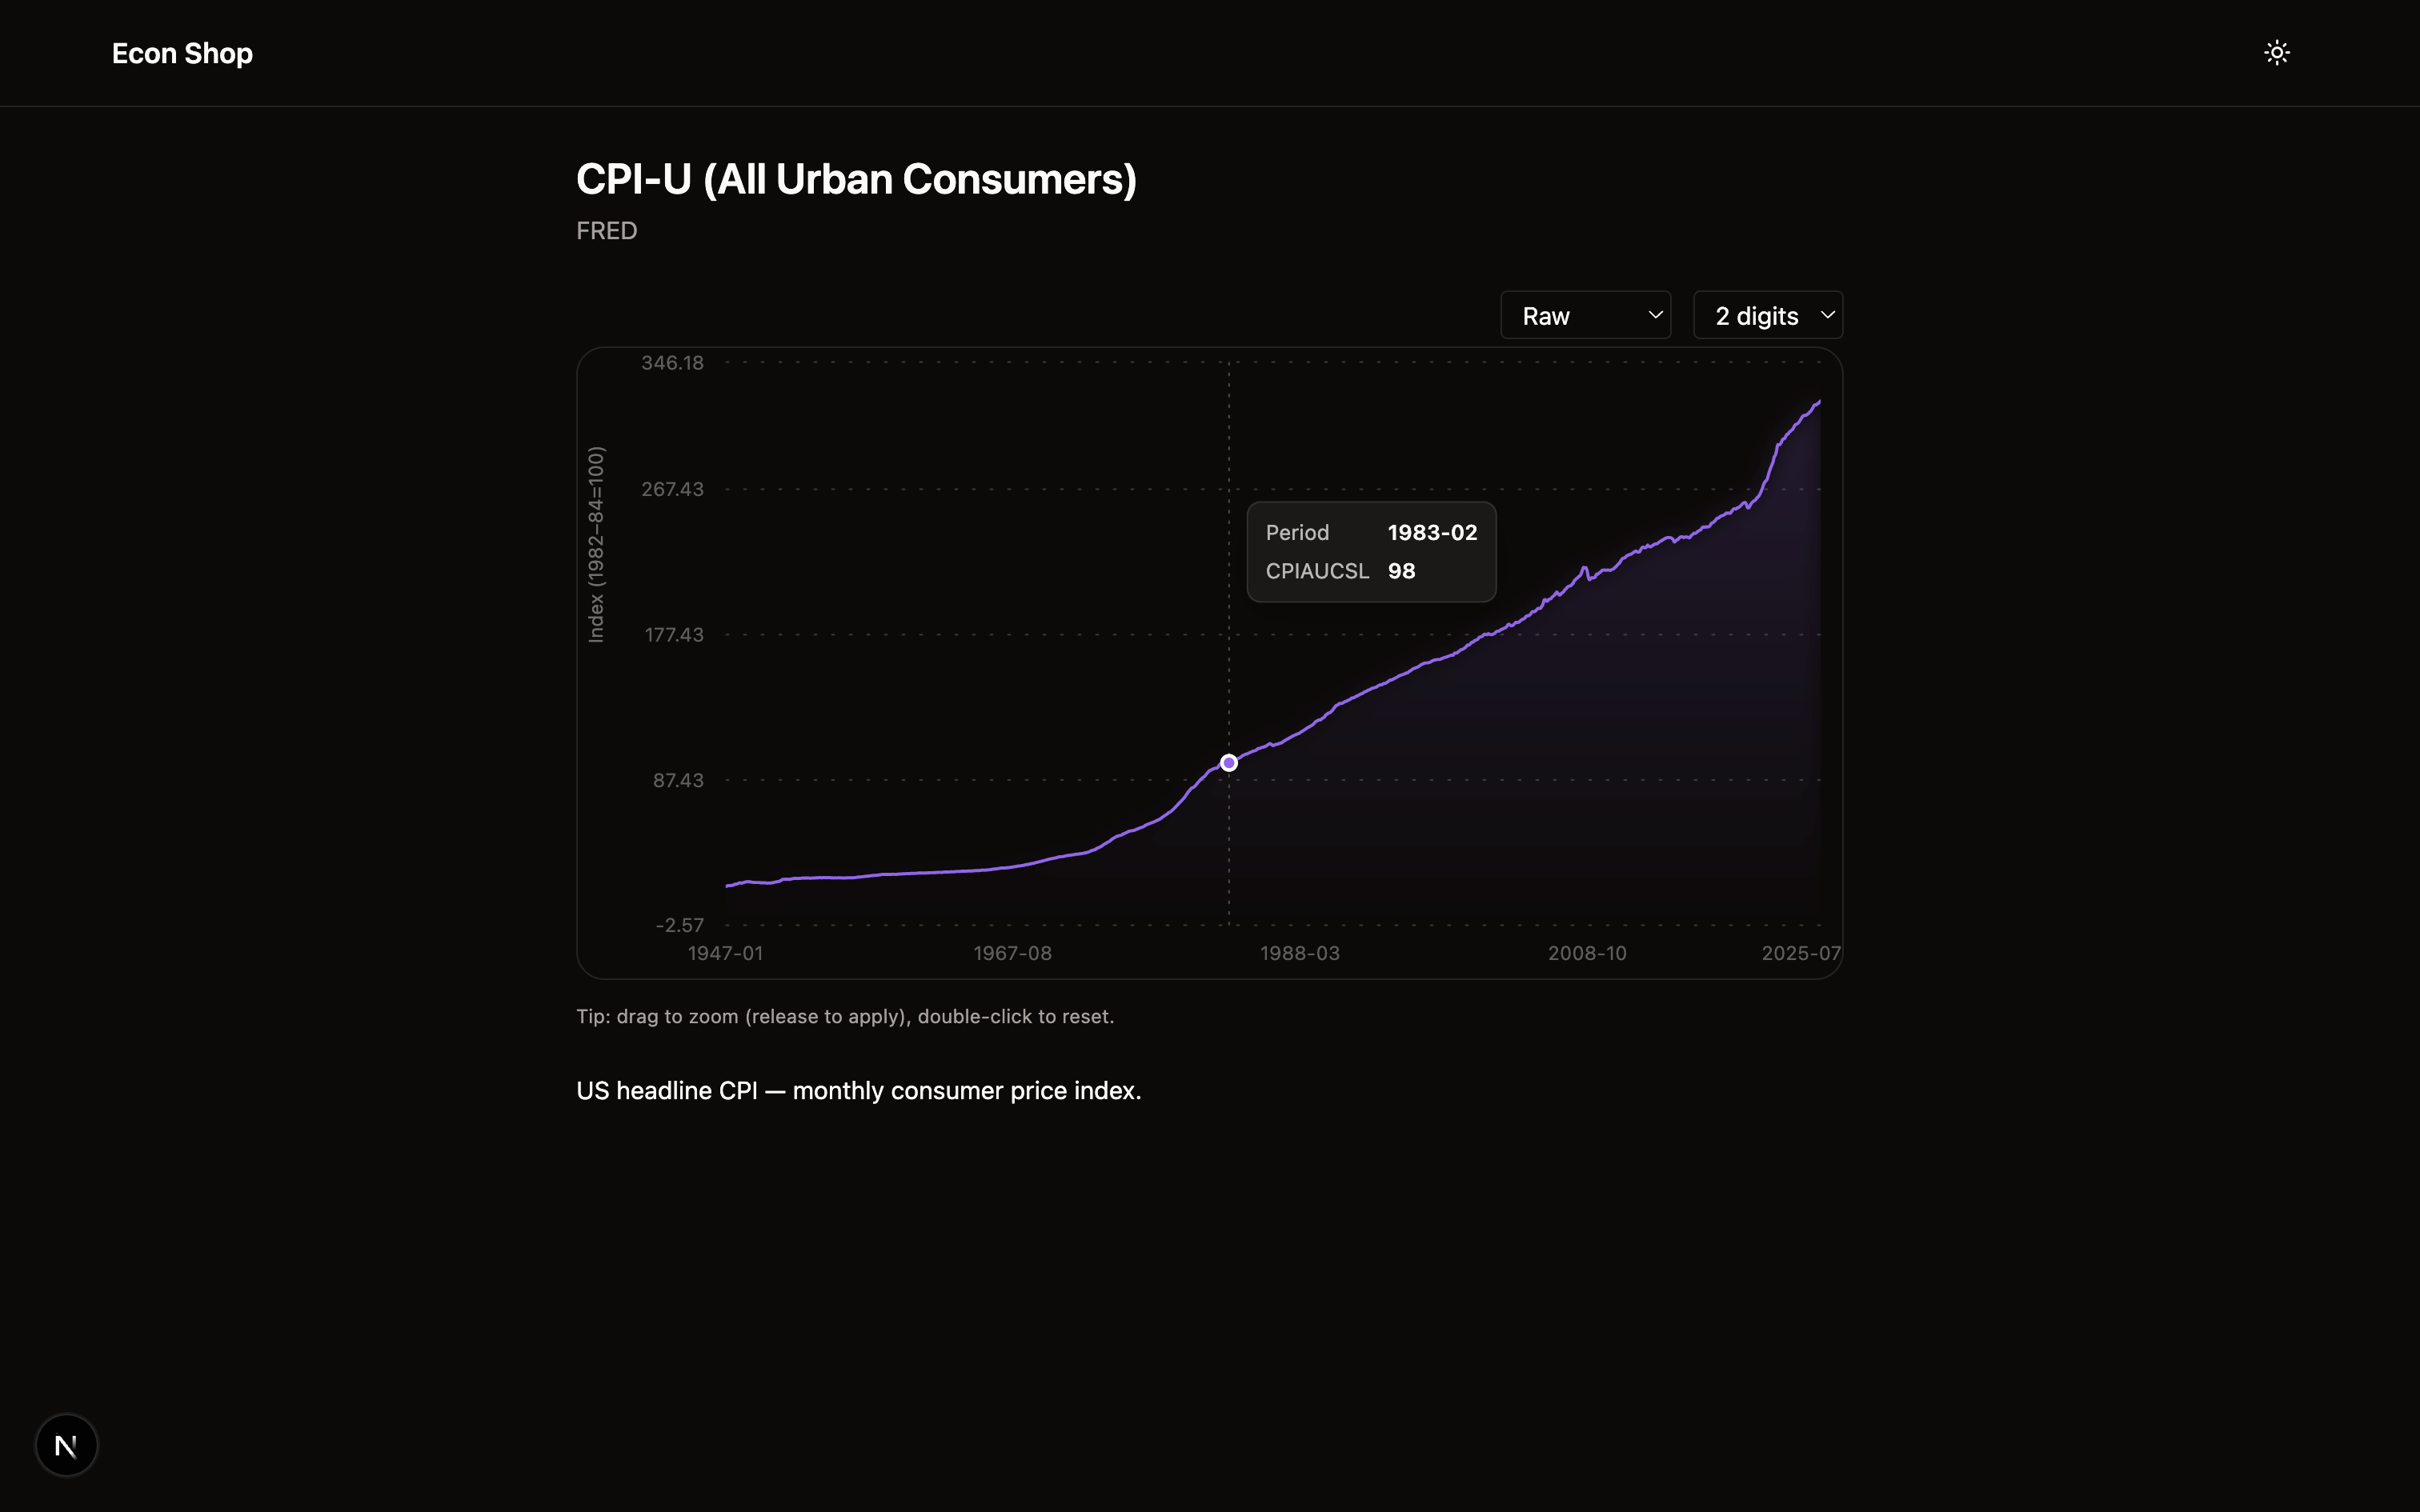 Econ Shop
CPI-U (All Urban Consumers)
FRED
Raw
2 digits
346.18
267.43
177.43
87.43
-2.57
Index (1982–84=100)
Period 1983-02
CPIAUCSL 98
1947-01 1967-08 1988-03 2008-10 2025-07
Tip: drag to zoom (release to apply), double-click to reset.
US headline CPI — monthly consumer price index.
N